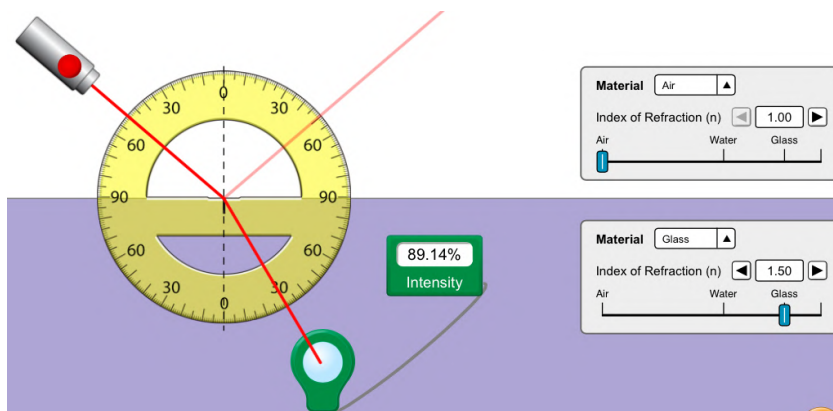 0
30
30
60
60
90
90
60
60
30
30
0
89.14%
Intensity
Material Air
Index of Refraction (n) 1.00
Air Water Glass
Material Glass
Index of Refraction (n) 1.50
Air Water Glass